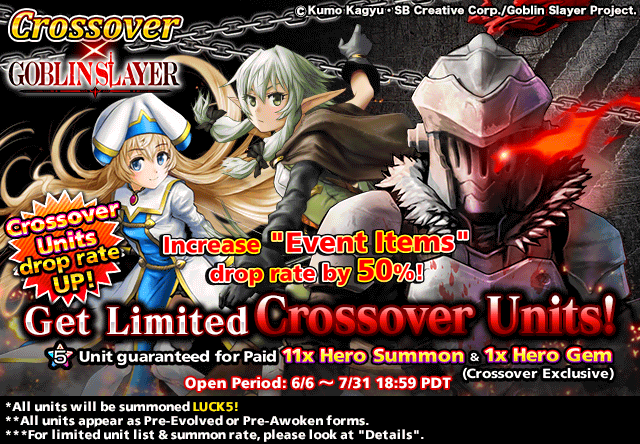 ©Kumo Kagyu・SB Creative Corp./Goblin Slayer Project.
Crossover
×
GOBLIN SLAYER
Crossover
Units
drop rate
UP!
Increase "Event Items"
drop rate by 50%!
Get Limited Crossover Units!
5 Unit guaranteed for Paid 11x Hero Summon & 1x Hero Gem
(Crossover Exclusive)
Open Period: 6/6 ～ 7/31 18:59 PDT
*All units will be summoned LUCK5!
**All units appear as Pre-Evolved or Pre-Awoken forms.
***For limited unit list & summon rate, please look at "Details".